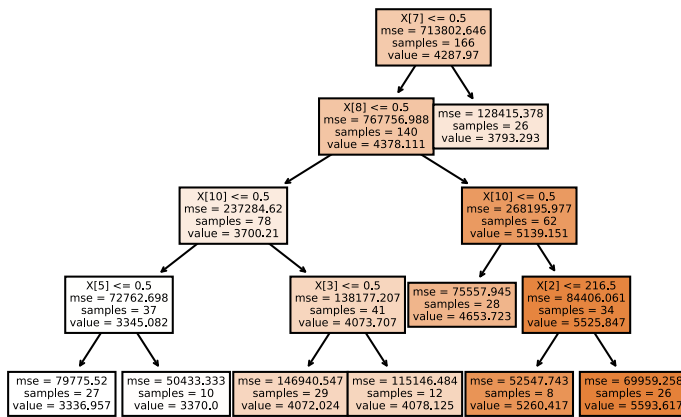 X[7] <= 0.5
mse = 713802.646
samples = 166
value = 4287.97
X[8] <= 0.5
mse = 767756.988
samples = 140
value = 4378.111
mse = 128415.378
samples = 26
value = 3793.293
X[10] <= 0.5
mse = 237284.62
samples = 78
value = 3700.21
X[10] <= 0.5
mse = 268195.977
samples = 62
value = 5139.151
X[5] <= 0.5
mse = 72762.698
samples = 37
value = 3345.082
X[3] <= 0.5
mse = 138177.207
samples = 41
value = 4073.707
mse = 75557.945
samples = 28
value = 4653.723
X[2] <= 216.5
mse = 84406.061
samples = 34
value = 5525.847
mse = 79775.52
samples = 27
value = 3336.957
mse = 50433.333
samples = 10
value = 3370.0
mse = 146940.547
samples = 29
value = 4072.024
mse = 115146.484
samples = 12
value = 4078.125
mse = 52547.743
samples = 8
value = 5260.417
mse = 69959.258
samples = 26
value = 5593.617